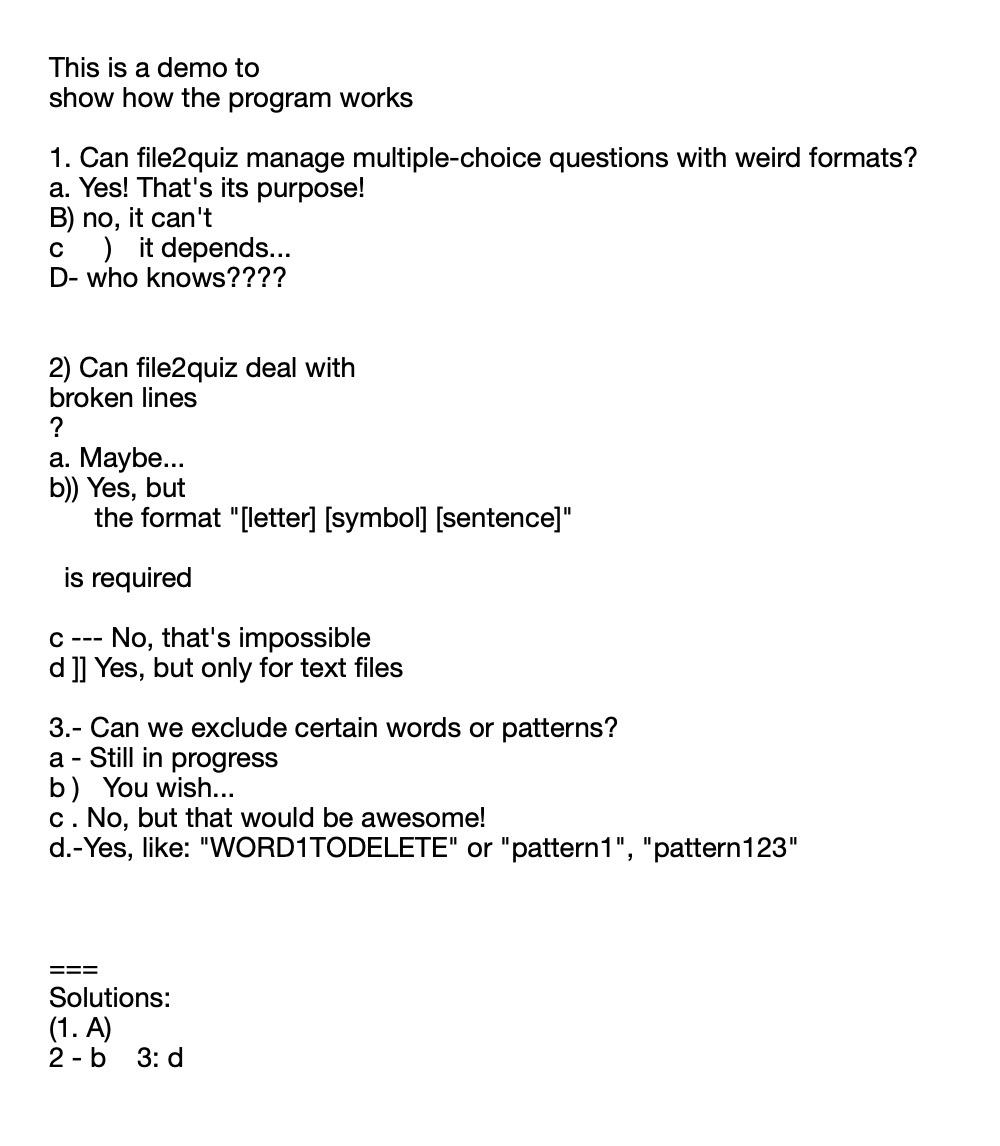 This is a demo to
show how the program works
1. Can file2quiz manage multiple-choice questions with weird formats?
a. Yes! That's its purpose!
B) no, it can't
c     )   it depends...
D- who knows????
2) Can file2quiz deal with
broken lines
?
a. Maybe...
b)) Yes, but
the format "[letter] [symbol] [sentence]"
is required
c --- No, that's impossible
d ]] Yes, but only for text files
3.- Can we exclude certain words or patterns?
a - Still in progress
b )   You wish...
c . No, but that would be awesome!
d.-Yes, like: "WORD1TODELETE" or "pattern1", "pattern123"
===
Solutions:
(1. A)
2 - b    3: d